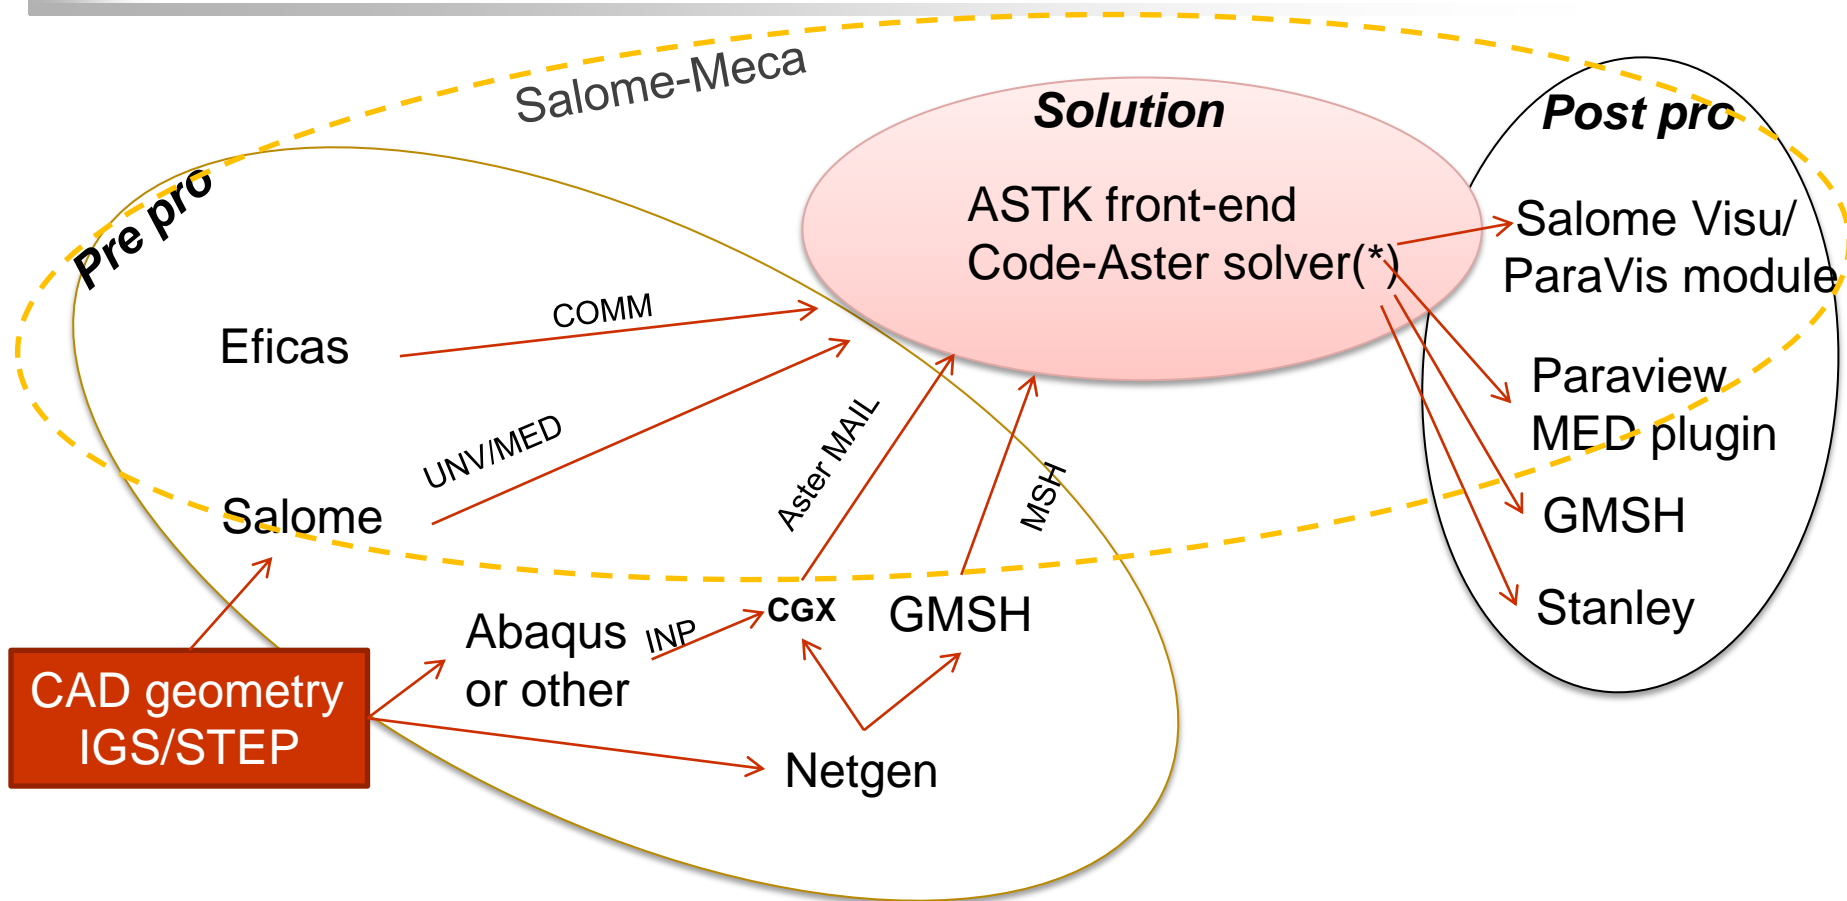 Salome-Meca
Pre pro
Solution
Post pro
ASTK front-end
Code-Aster solver(*)
Salome Visu/
ParaVis module
Eficas
COMM
Paraview
MED plugin
UNV/MED
Aster MAIL
MSH
Salome
GMSH
Stanley
Abaqus
or other
INP
CGX
GMSH
CAD geometry
IGS/STEP
Netgen